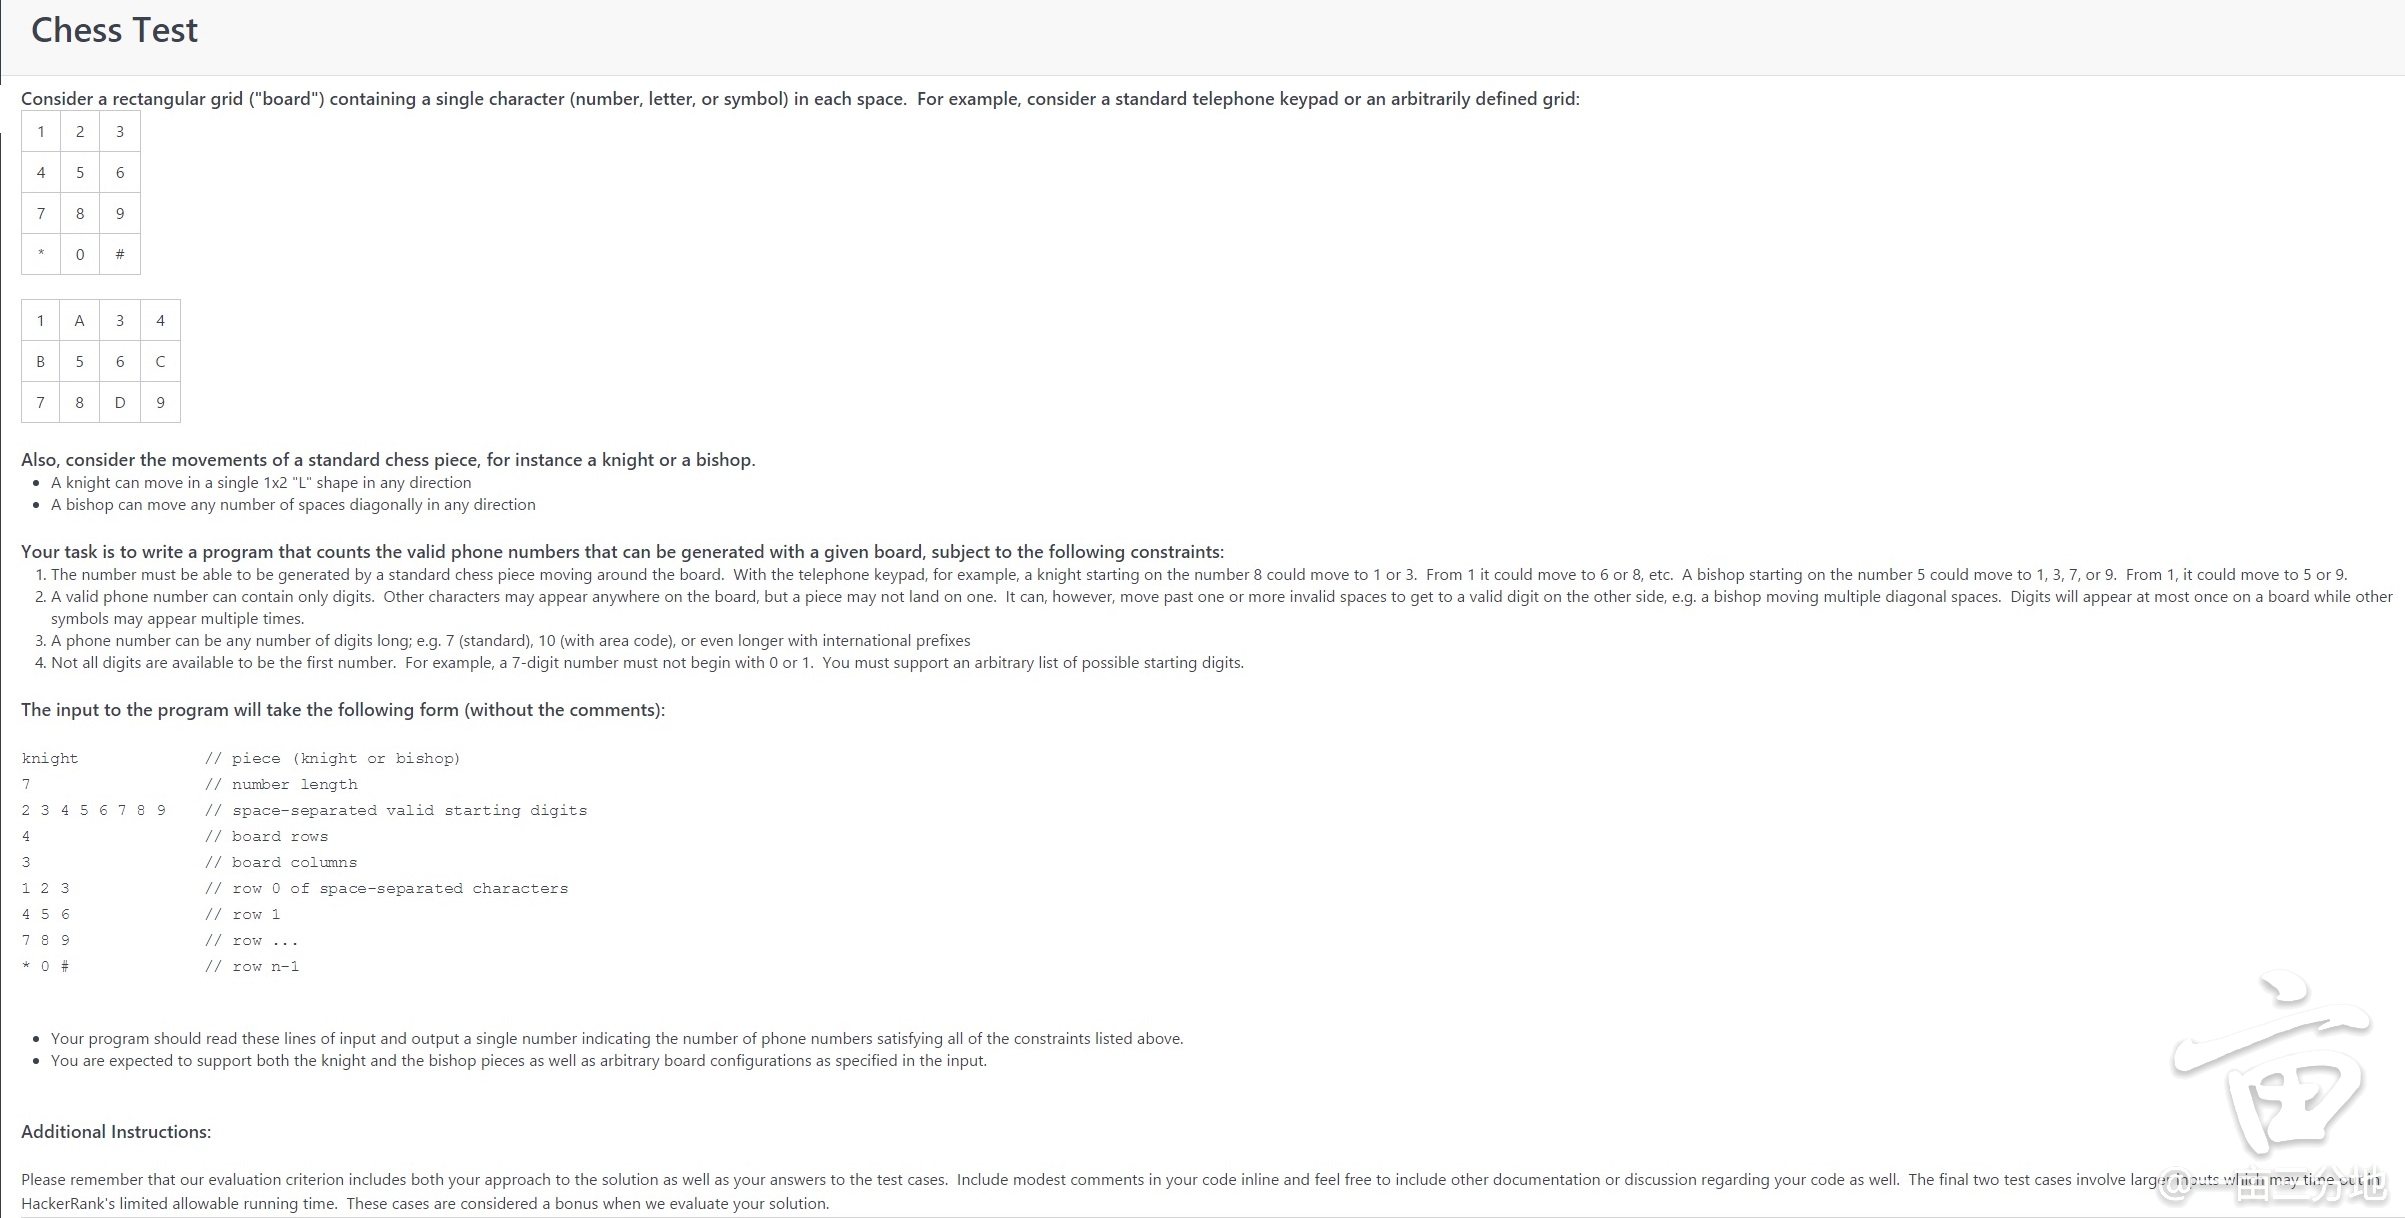 Chess Test
Consider a rectangular grid ("board") containing a single character (number, letter, or symbol) in each space.  For example, consider a standard telephone keypad or an arbitrarily defined grid:
1 2 3
4 5 6
7 8 9
* 0 #
1 A 3 4
B 5 6 C
7 8 D 9
Also, consider the movements of a standard chess piece, for instance a knight or a bishop.
• A knight can move in a single 1x2 "L" shape in any direction
• A bishop can move any number of spaces diagonally in any direction
Your task is to write a program that counts the valid phone numbers that can be generated with a given board, subject to the following constraints:
1. The number must be able to be generated by a standard chess piece moving around the board.  With the telephone keypad, for example, a knight starting on the number 8 could move to 1 or 3.  From 1 it could move to 6 or 8, etc.  A bishop starting on the number 5 could move to 1, 3, 7, or 9.  From 1, it could move to 5 or 9.
2. A valid phone number can contain only digits.  Other characters may appear anywhere on the board, but a piece may not land on one.  It can, however, move past one or more invalid spaces to get to a valid digit on the other side, e.g. a bishop moving multiple diagonal spaces.  Digits will appear at most once on a board while other
symbols may appear multiple times.
3. A phone number can be any number of digits long; e.g. 7 (standard), 10 (with area code), or even longer with international prefixes
4. Not all digits are available to be the first number.  For example, a 7-digit number must not begin with 0 or 1.  You must support an arbitrary list of possible starting digits.
The input to the program will take the following form (without the comments):
knight // piece (knight or bishop)
7 // number length
2 3 4 5 6 7 8 9 // space-separated valid starting digits
4 // board rows
3 // board columns
1 2 3 // row 0 of space-separated characters
4 5 6 // row 1
7 8 9 // row ...
* 0 # // row n-1
• Your program should read these lines of input and output a single number indicating the number of phone numbers satisfying all of the constraints listed above.
• You are expected to support both the knight and the bishop pieces as well as arbitrary board configurations as specified in the input.
Additional Instructions:
Please remember that our evaluation criterion includes both your approach to the solution as well as your answers to the test cases.  Include modest comments in your code inline and feel free to include other documentation or discussion regarding your code as well.  The final two test cases involve larger inputs which may time out in
HackerRank's limited allowable running time.  These cases are considered a bonus when we evaluate your solution.
亩
@一亩三分地